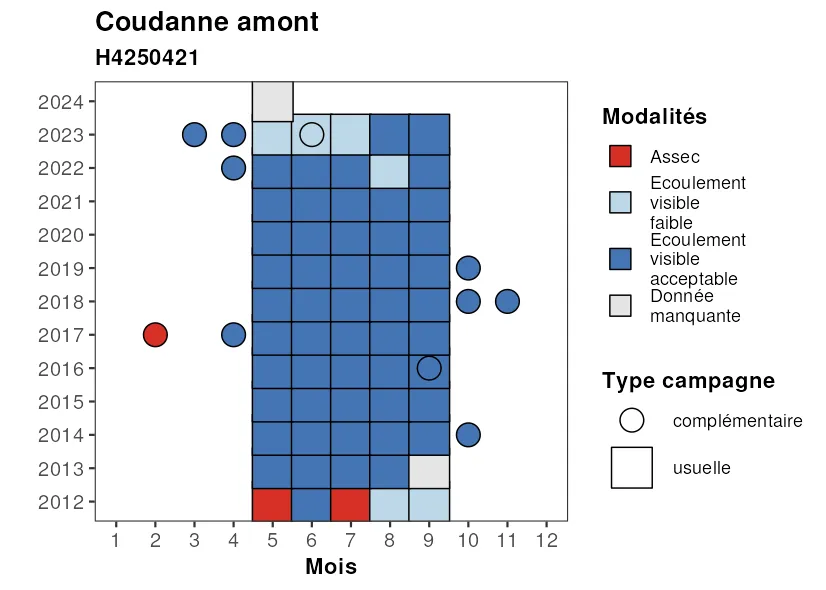 Coudanne amont
H4250421
2024
2023
2022
2021
2020
2019
2018
2017
2016
2015
2014
2013
2012
1 2 3 4 5 6 7 8 9 10 11 12
Mois
Modalités
Assec
Ecoulement
visible
faible
Ecoulement
visible
acceptable
Donnée
manquante
Type campagne
complémentaire
usuelle